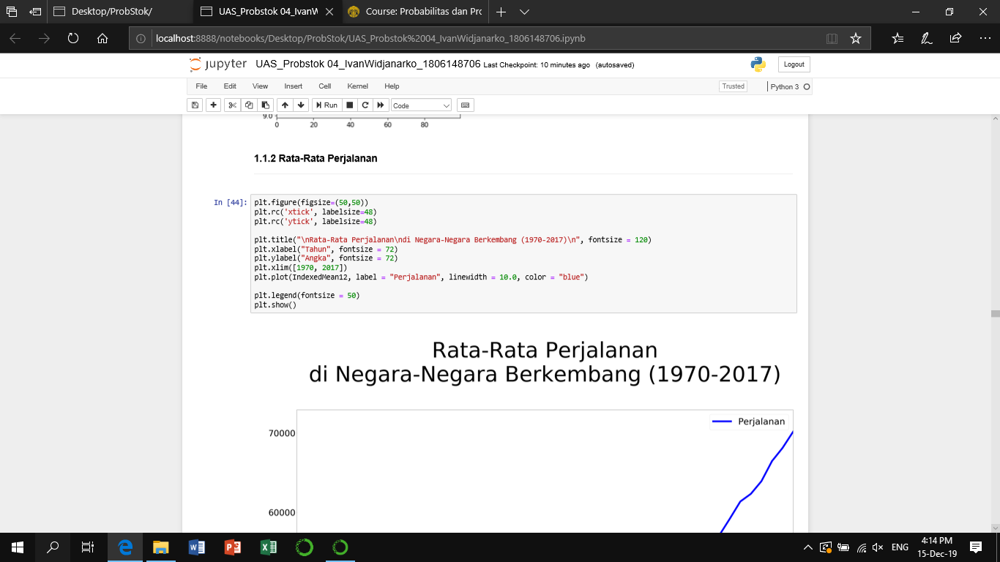 Desktop/ProbStok/
UAS_Probstok 04_IvanW
Course: Probabilitas dan Pro
localhost:8888/notebooks/Desktop/ProbStok/UAS_Probstok%2004_IvanWidjanarko_1806148706.ipynb
jupyter UAS_Probstok 04_IvanWidjanarko_1806148706 Last Checkpoint: 10 minutes ago (autosaved)
Logout
File Edit View Insert Cell Kernel Help
Trusted
Python 3
Run
Code
9.0
0 20 40 60 80
1.1.2 Rata-Rata Perjalanan
In [44]:
plt.figure(figsize=(50,50))
plt.rc('xtick', labelsize=48)
plt.rc('ytick', labelsize=48)
plt.title("\nRata-Rata Perjalanan\ndi Negara-Negara Berkembang (1970-2017)\n", fontsize = 120)
plt.xlabel("Tahun", fontsize = 72)
plt.ylabel("Angka", fontsize = 72)
plt.xlim([1970, 2017])
plt.plot(IndexedMean12, label = "Perjalanan", linewidth = 10.0, color = "blue")
plt.legend(fontsize = 50)
plt.show()
Rata-Rata Perjalanan
di Negara-Negara Berkembang (1970-2017)
Perjalanan
70000
60000
ENG
4:14 PM
15-Dec-19